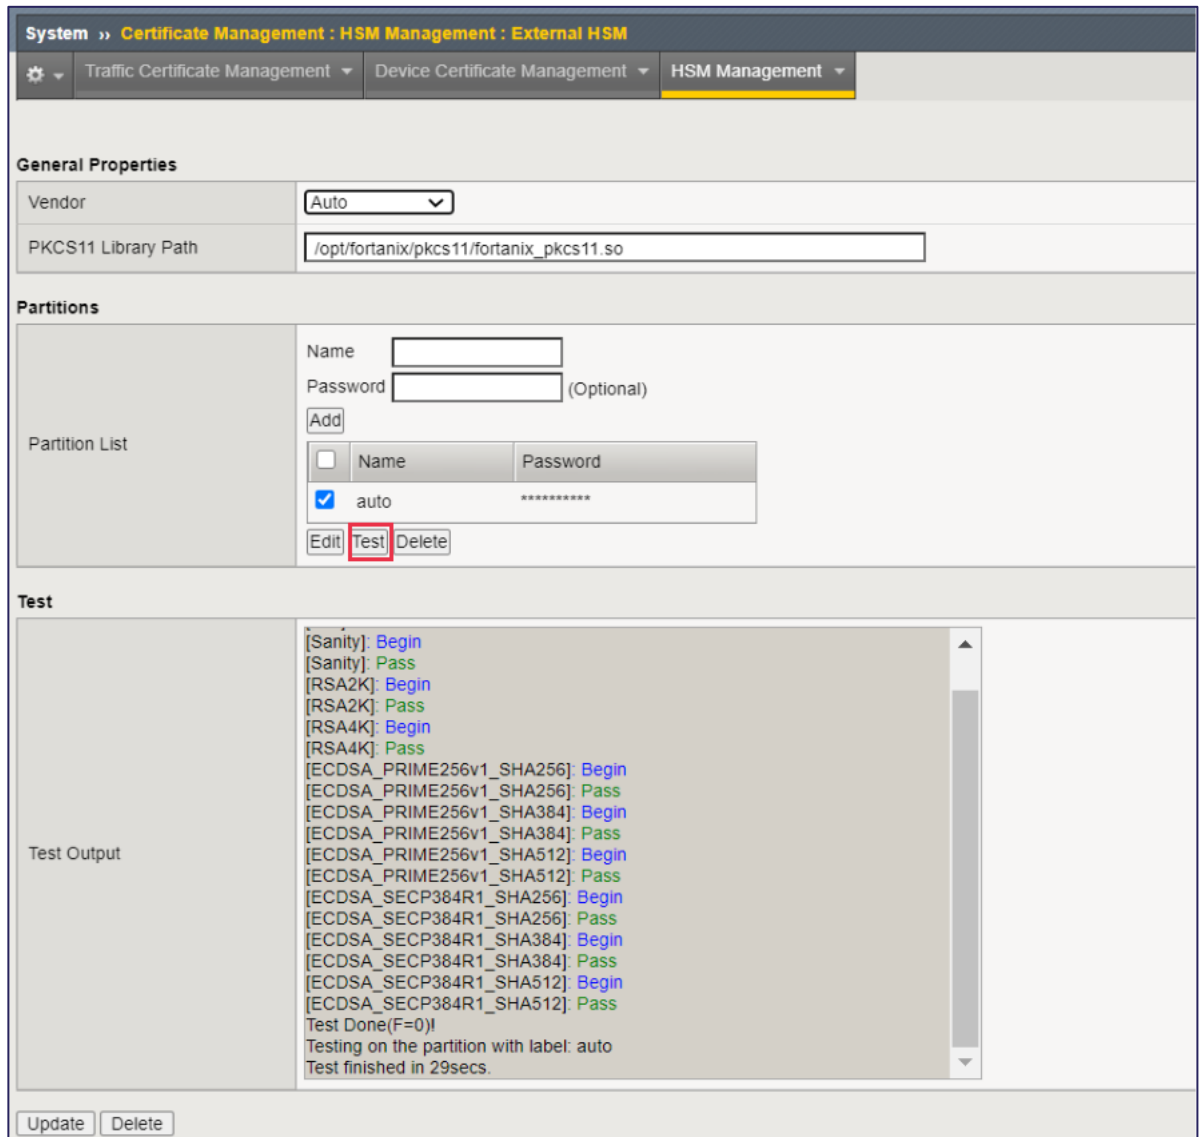 System ›› Certificate Management : HSM Management : External HSM
Traffic Certificate Management Device Certificate Management HSM Management
General Properties
Vendor Auto
PKCS11 Library Path /opt/fortanix/pkcs11/fortanix_pkcs11.so
Partitions
Name
Password (Optional)
Add
Partition List
Name Password
auto **********
Edit Test Delete
Test
Test Output
[Sanity]: Begin
[Sanity]: Pass
[RSA2K]: Begin
[RSA2K]: Pass
[RSA4K]: Begin
[RSA4K]: Pass
[ECDSA_PRIME256v1_SHA256]: Begin
[ECDSA_PRIME256v1_SHA256]: Pass
[ECDSA_PRIME256v1_SHA384]: Begin
[ECDSA_PRIME256v1_SHA384]: Pass
[ECDSA_PRIME256v1_SHA512]: Begin
[ECDSA_PRIME256v1_SHA512]: Pass
[ECDSA_SECP384R1_SHA256]: Begin
[ECDSA_SECP384R1_SHA256]: Pass
[ECDSA_SECP384R1_SHA384]: Begin
[ECDSA_SECP384R1_SHA384]: Pass
[ECDSA_SECP384R1_SHA512]: Begin
[ECDSA_SECP384R1_SHA512]: Pass
Test Done(F=0)!
Testing on the partition with label: auto
Test finished in 29secs.
Update Delete